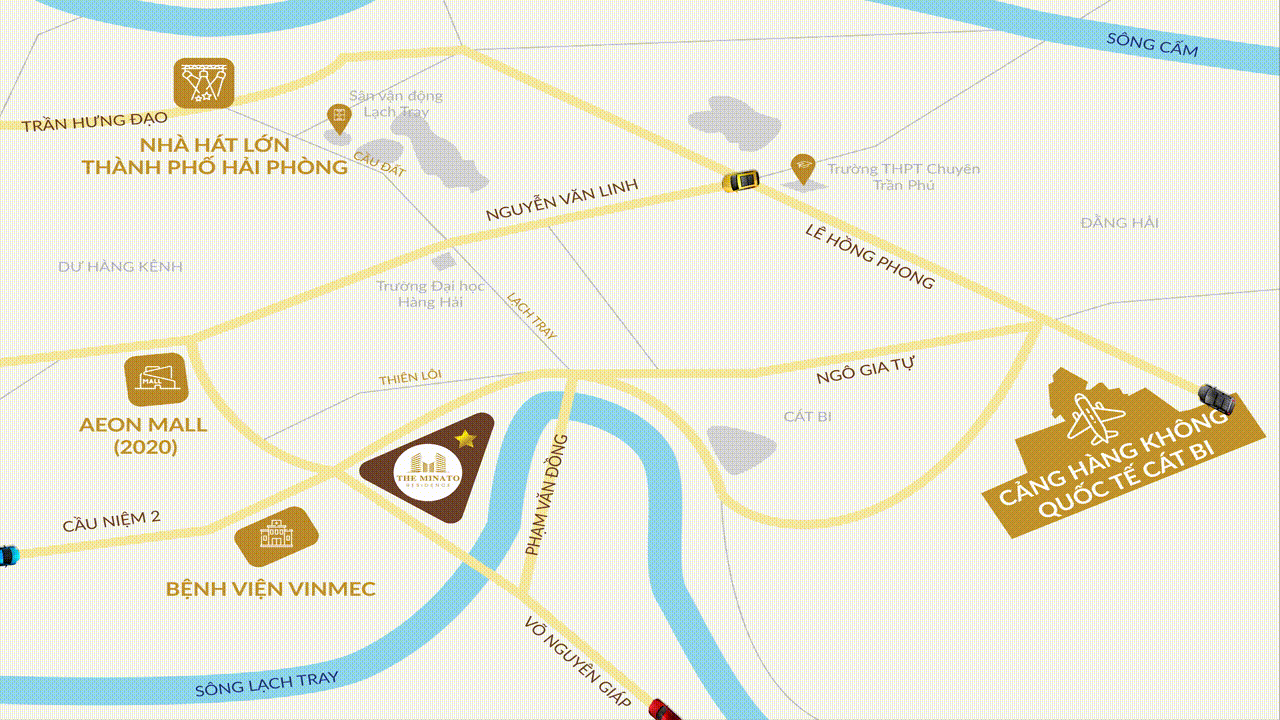 SÔNG CẤM
TRẦN HƯNG ĐẠO
NHÀ HÁT LỚN
THÀNH PHỐ HẢI PHÒNG
Sân vận động
Lạch Tray
CẦU ĐẤT
NGUYỄN VĂN LINH
Trường THPT Chuyên
Trần Phú
LÊ HỒNG PHONG
ĐẰNG HẢI
DƯ HÀNG KÊNH
Trường Đại học
Hàng Hải
LẠCH TRAY
THIÊN LÔI
NGÔ GIA TỰ
MALL
AEON MALL
(2020)
CÁT BI
THE MINATO
RESIDENCE
PHẠM VĂN ĐỒNG
CẢNG HÀNG KHÔNG
QUỐC TẾ CÁT BI
CẦU NIỆM 2
BỆNH VIỆN VINMEC
VÕ NGUYÊN GIÁP
SÔNG LẠCH TRAY